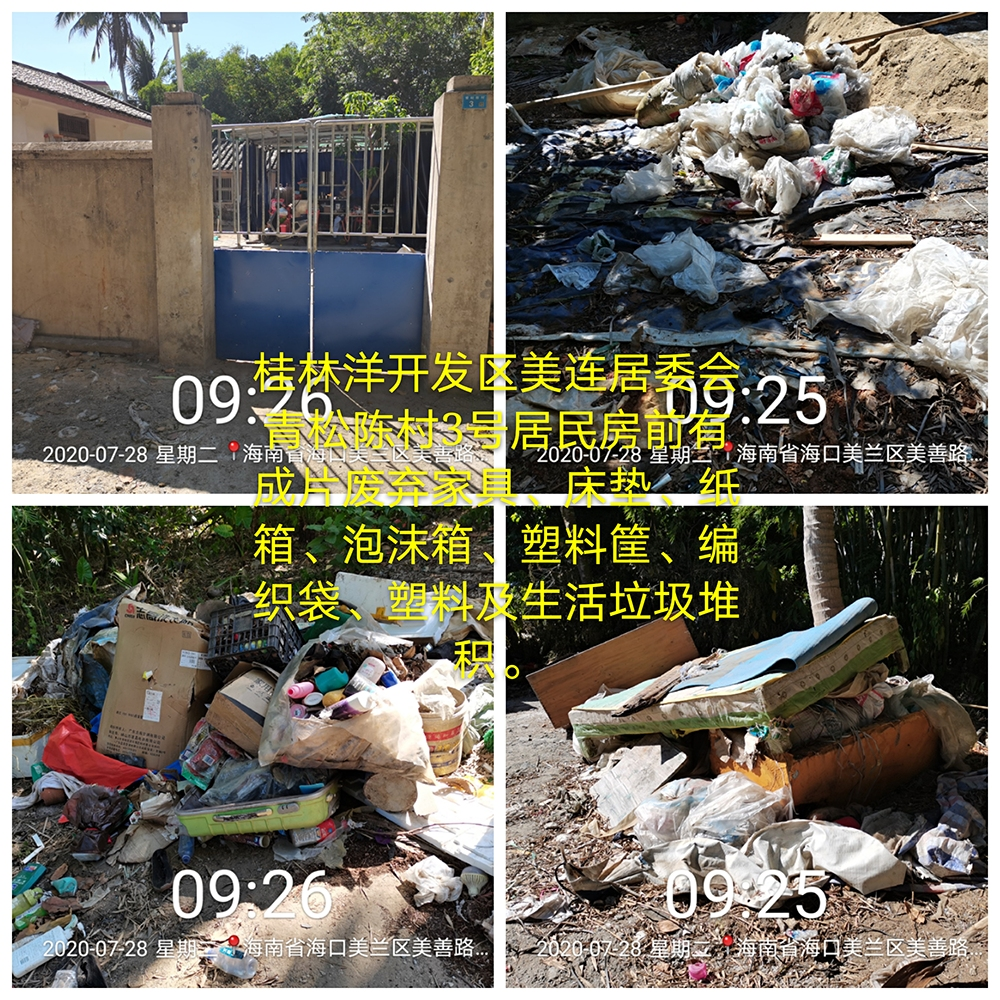 桂林洋开发区美连居委会
青松陈村3号居民房前有
成片废弃家具、床垫、纸
箱、泡沫箱、塑料筐、编
织袋、塑料及生活垃圾堆
积。
09:26
2020-07-28 星期二 海南省海口美兰区美善路...
09:25
2020-07-28 星期二 海南省海口美兰区美善路...
09:26
2020-07-28 星期二 海南省海口美兰区美善路...
09:25
2020-07-28 星期二 海南省海口美兰区美善路...
3